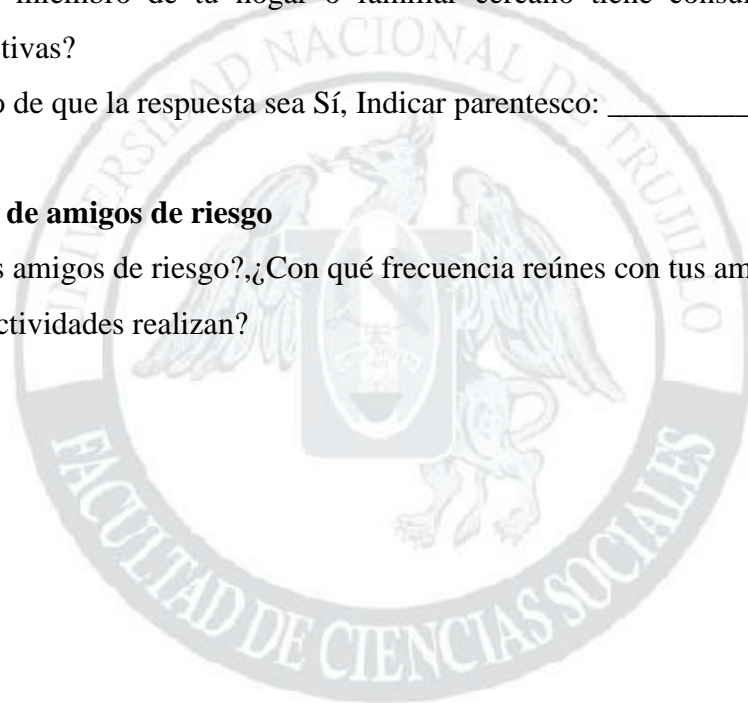 miembro de tu hogar o familiar cercano tiene
tivas?
o de que la respuesta sea Sí, Indicar parentesco: _________
de amigos de riesgo
s amigos de riesgo?,¿Con qué frecuencia reúnes con tus am
ctividades realizan?
UNIVERSIDAD NACIONAL DE TRUJILLO
FACULTAD DE CIENCIAS SOCIALES